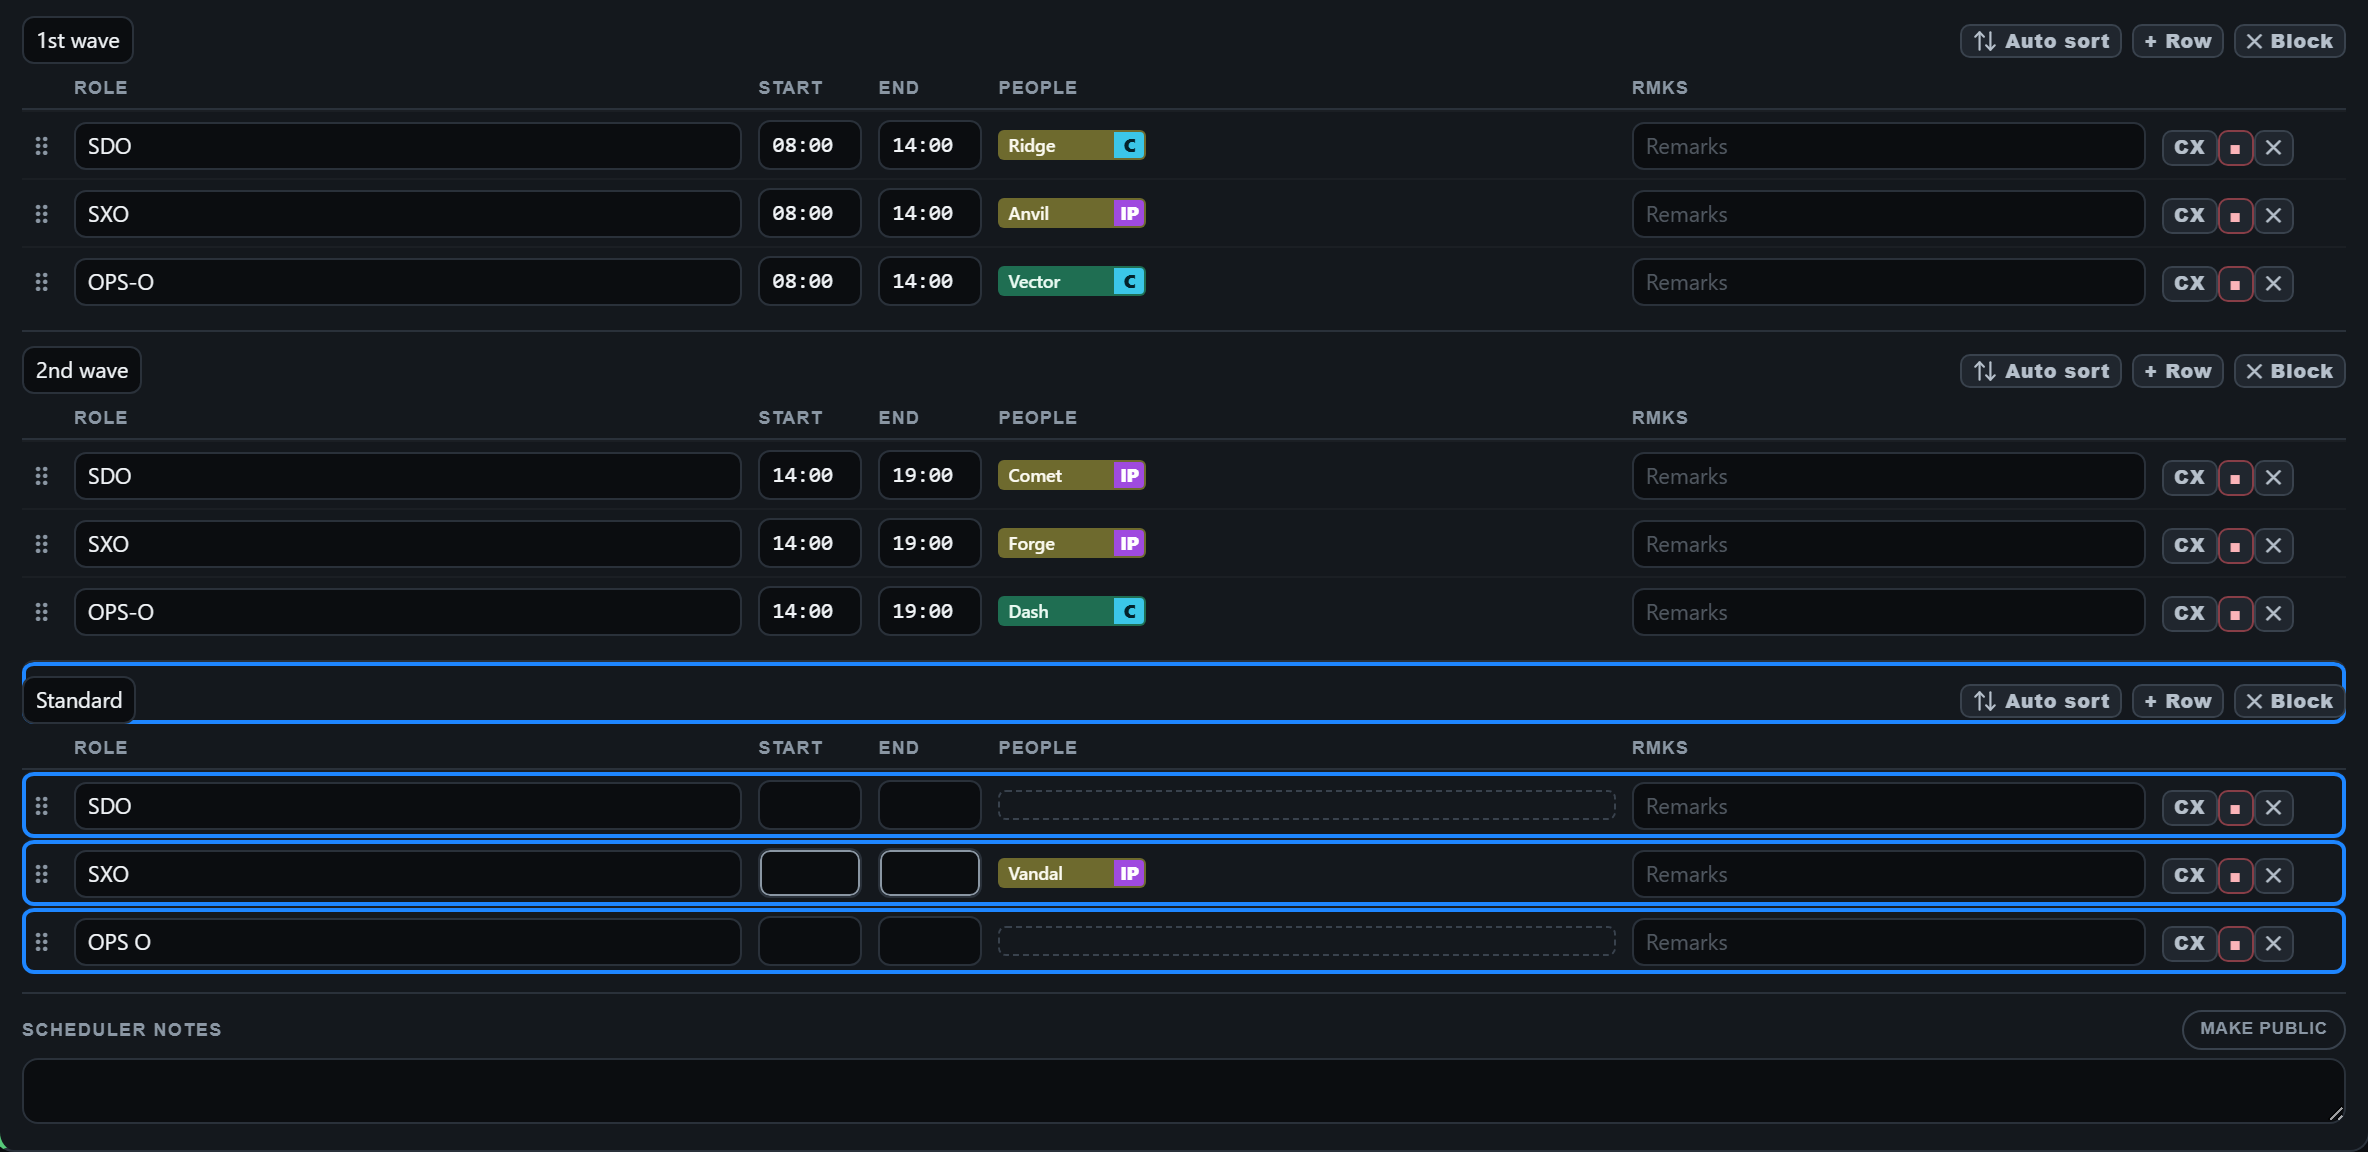 1st wave Auto sort + Row × Block
ROLE START END PEOPLE RMKS
SDO 08:00 14:00 Ridge C Remarks CX ×
SXO 08:00 14:00 Anvil IP Remarks CX ×
OPS-O 08:00 14:00 Vector C Remarks CX ×
2nd wave Auto sort + Row × Block
ROLE START END PEOPLE RMKS
SDO 14:00 19:00 Comet IP Remarks CX ×
SXO 14:00 19:00 Forge IP Remarks CX ×
OPS-O 14:00 19:00 Dash C Remarks CX ×
Standard Auto sort + Row × Block
ROLE START END PEOPLE RMKS
SDO Remarks CX ×
SXO Vandal IP Remarks CX ×
OPS O Remarks CX ×
SCHEDULER NOTES MAKE PUBLIC